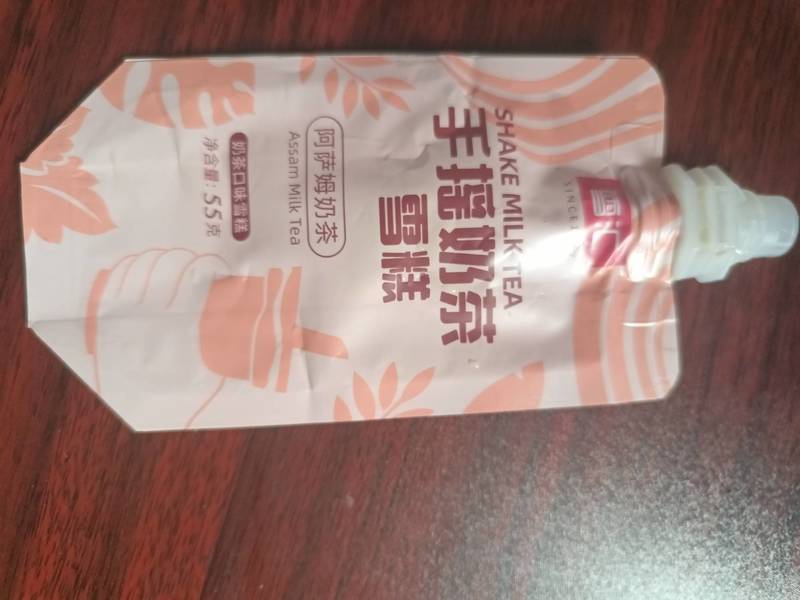 SINCE1
SHAKE MILK TEA
手摇奶茶
雪糕
阿萨姆奶茶
Assam Milk Tea
奶茶口味雪糕
净含量：55克